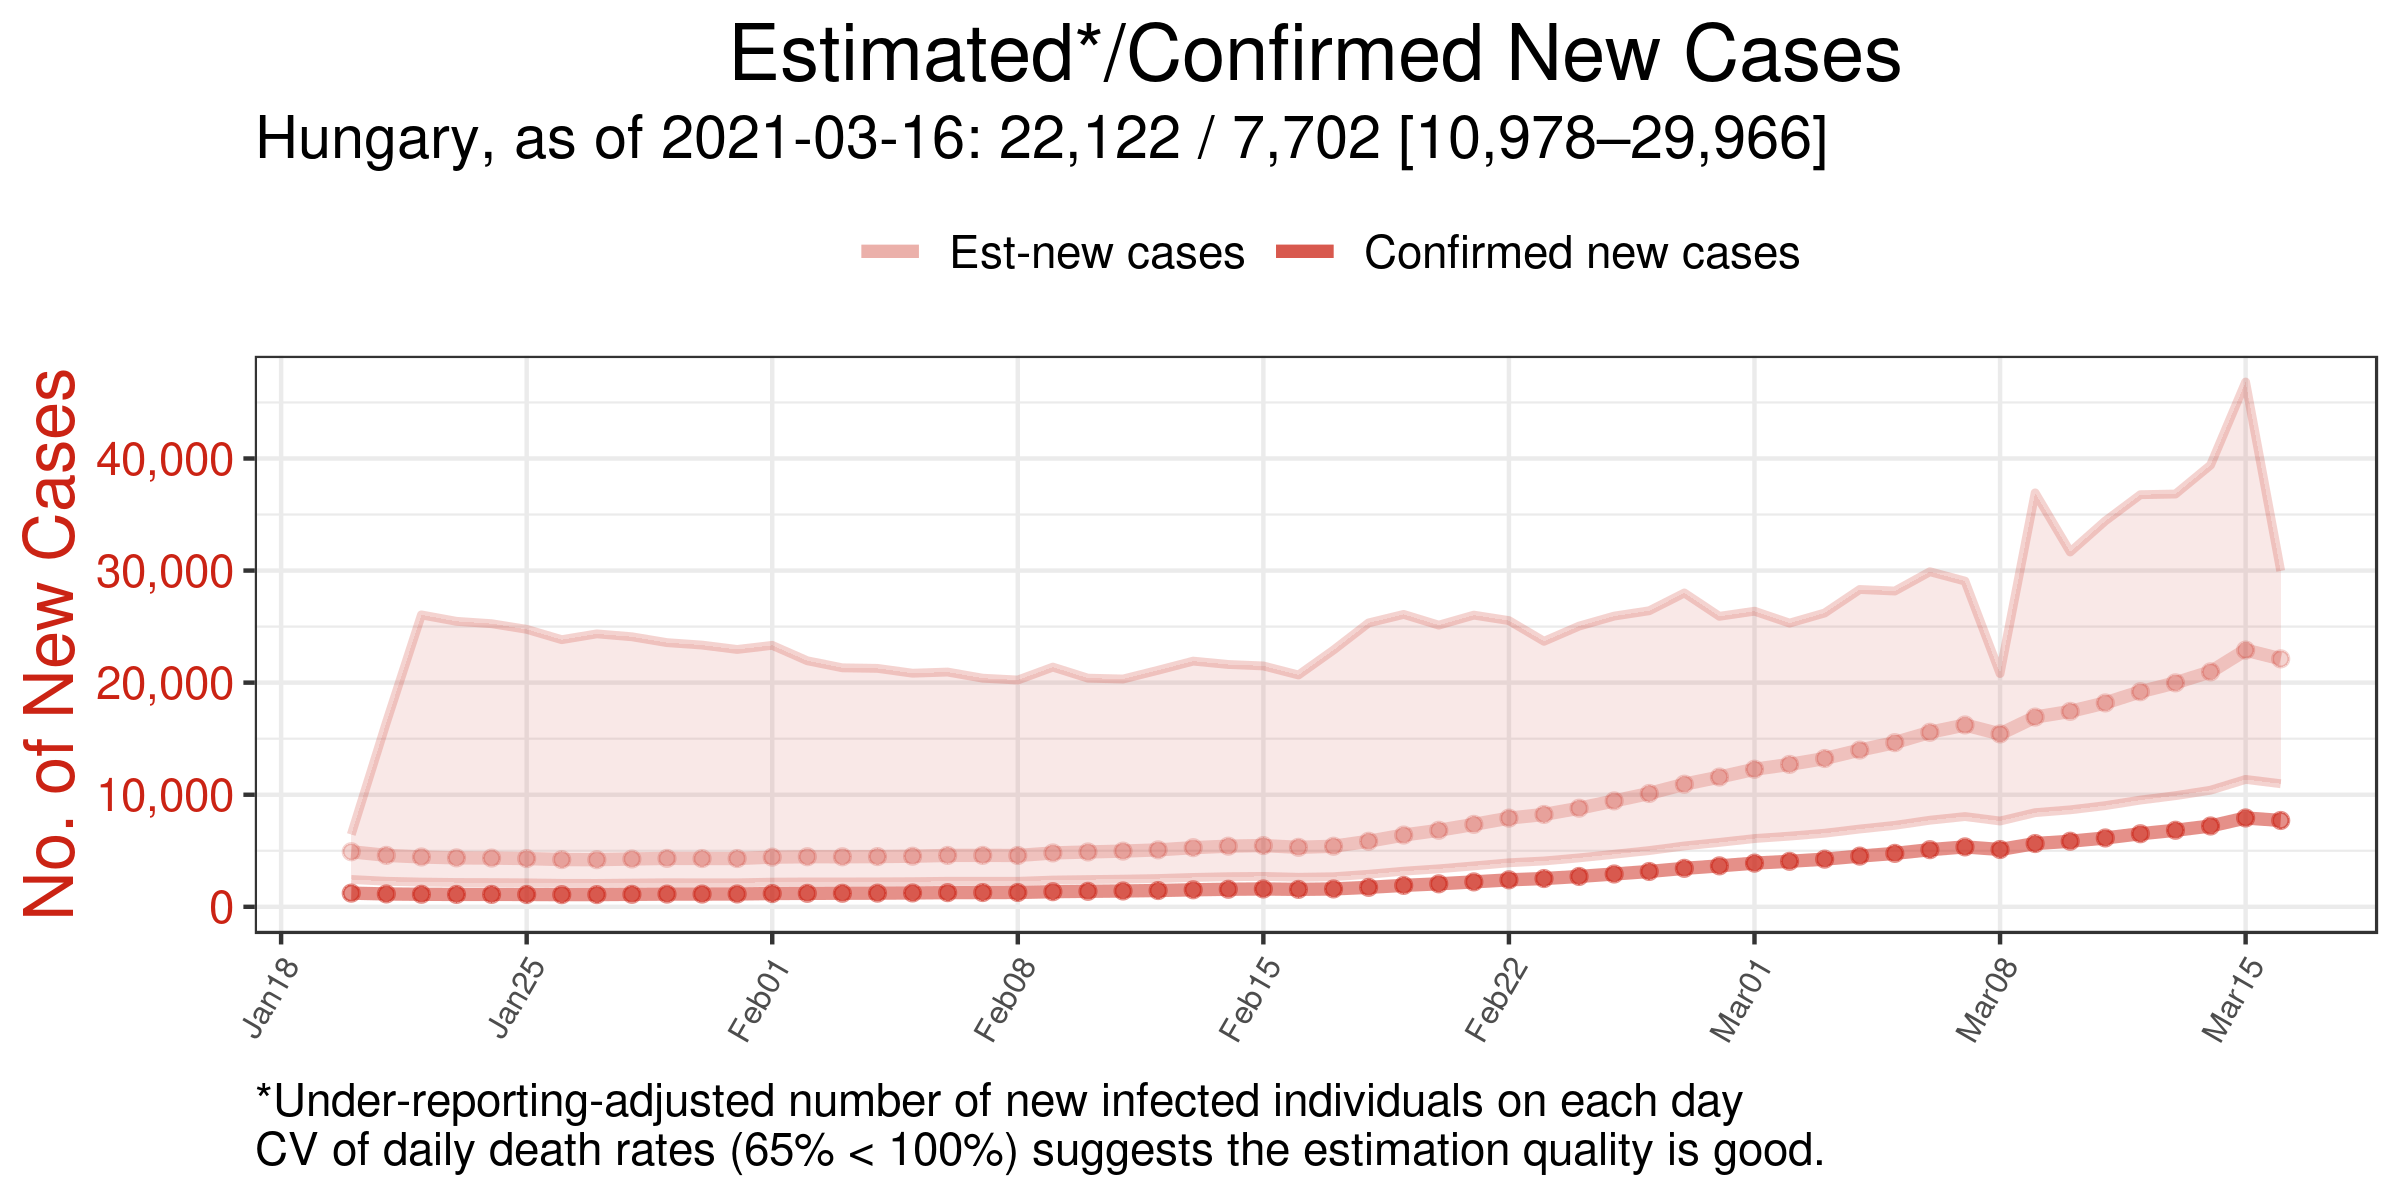 Estimated*/Confirmed New Cases
Hungary, as of 2021-03-16: 22,122 / 7,702 [10,978–29,966]
Est-new cases
Confirmed new cases
No. of New Cases
40,000
30,000
20,000
10,000
0
Jan18
Jan25
Feb01
Feb08
Feb15
Feb22
Mar01
Mar08
Mar15
*Under-reporting-adjusted number of new infected individuals on each day
CV of daily death rates (65% < 100%) suggests the estimation quality is good.